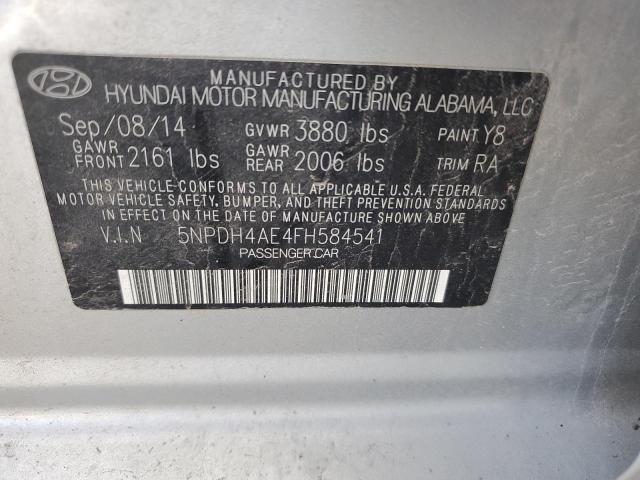 MANUFACTURED BY
HYUNDAI MOTOR MANUFACTURING ALABAMA, LLC
Sep/08/14 GVWR 3880 lbs PAINT Y8
GAWR FRONT 2161 lbs GAWR REAR 2006 lbs TRIM RA
THIS VEHICLE CONFORMS TO ALL APPLICABLE U.S.A. FEDERAL
MOTOR VEHICLE SAFETY, BUMPER, AND THEFT PREVENTION
STANDARDS IN EFFECT ON THE DATE OF MANUFACTURE SHOWN ABOVE
V.I.N 5NPDH4AE4FH584541
PASSENGER CAR